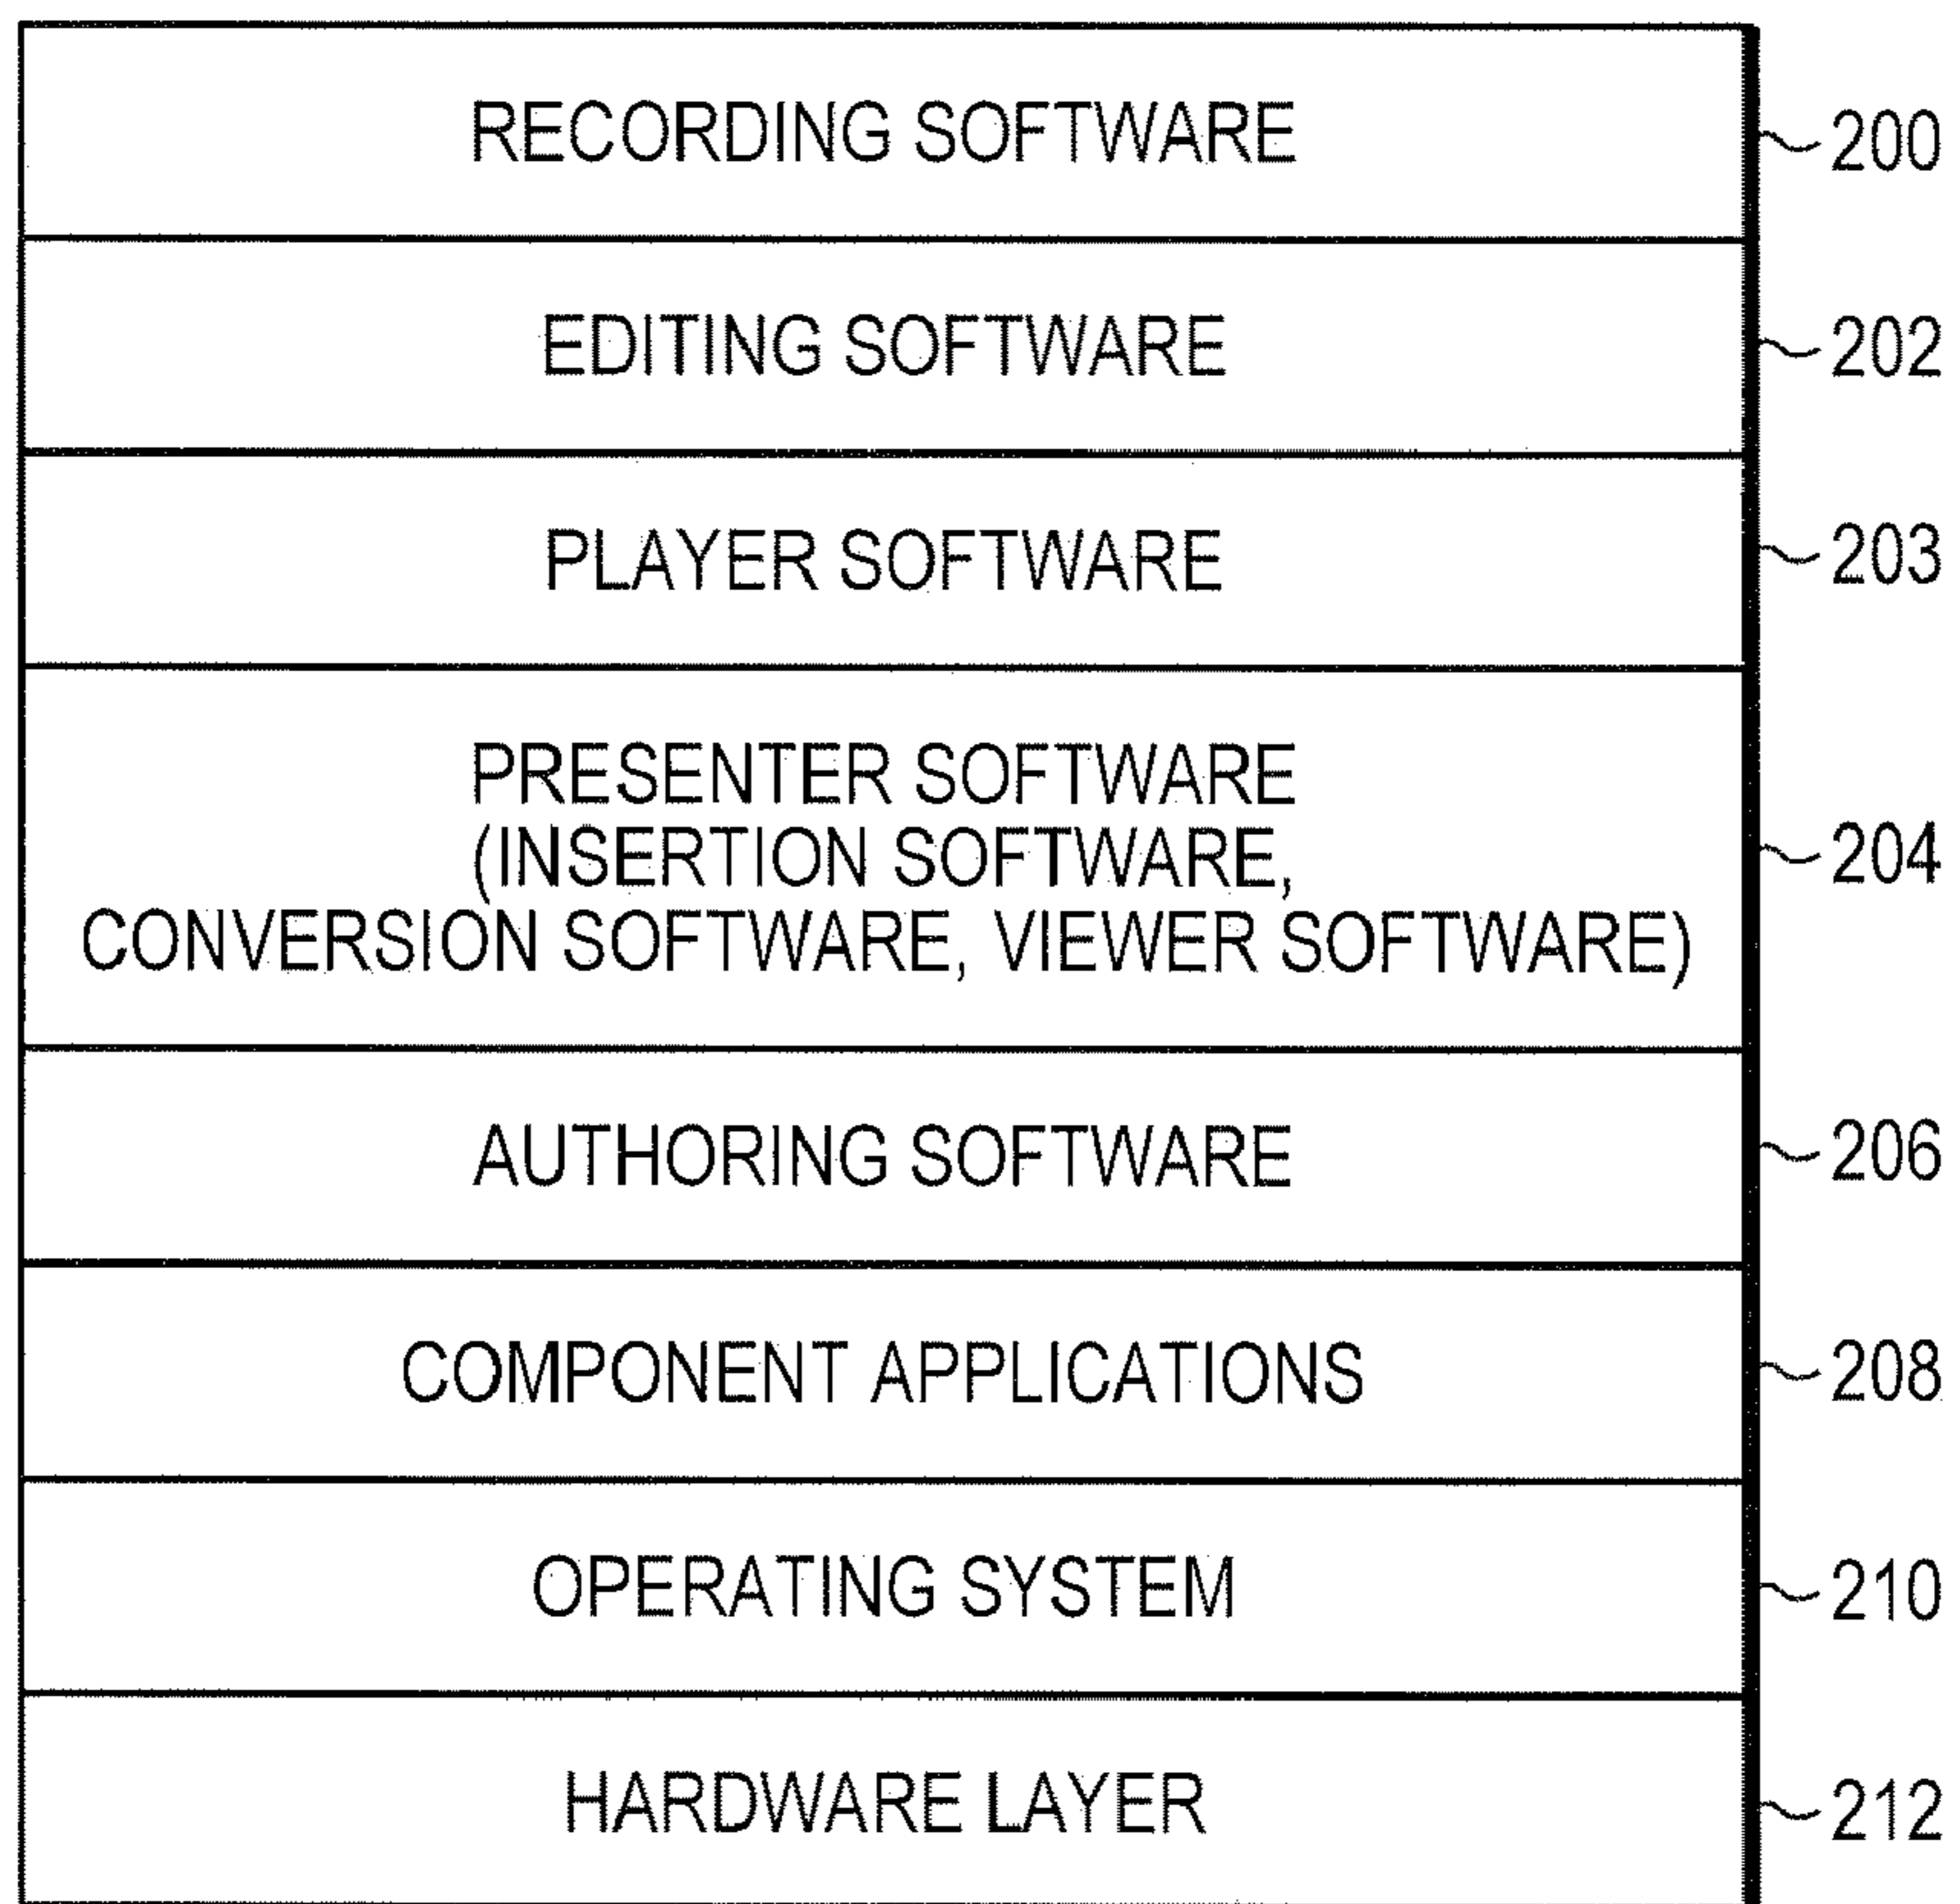 RECORDING SOFTWARE
200
EDITING SOFTWARE
202
PLAYER SOFTWARE
203
PRESENTER SOFTWARE
(INSERTION SOFTWARE,
CONVERSION SOFTWARE, VIEWER SOFTWARE)
204
AUTHORING SOFTWARE
206
COMPONENT APPLICATIONS
208
OPERATING SYSTEM
210
HARDWARE LAYER
212